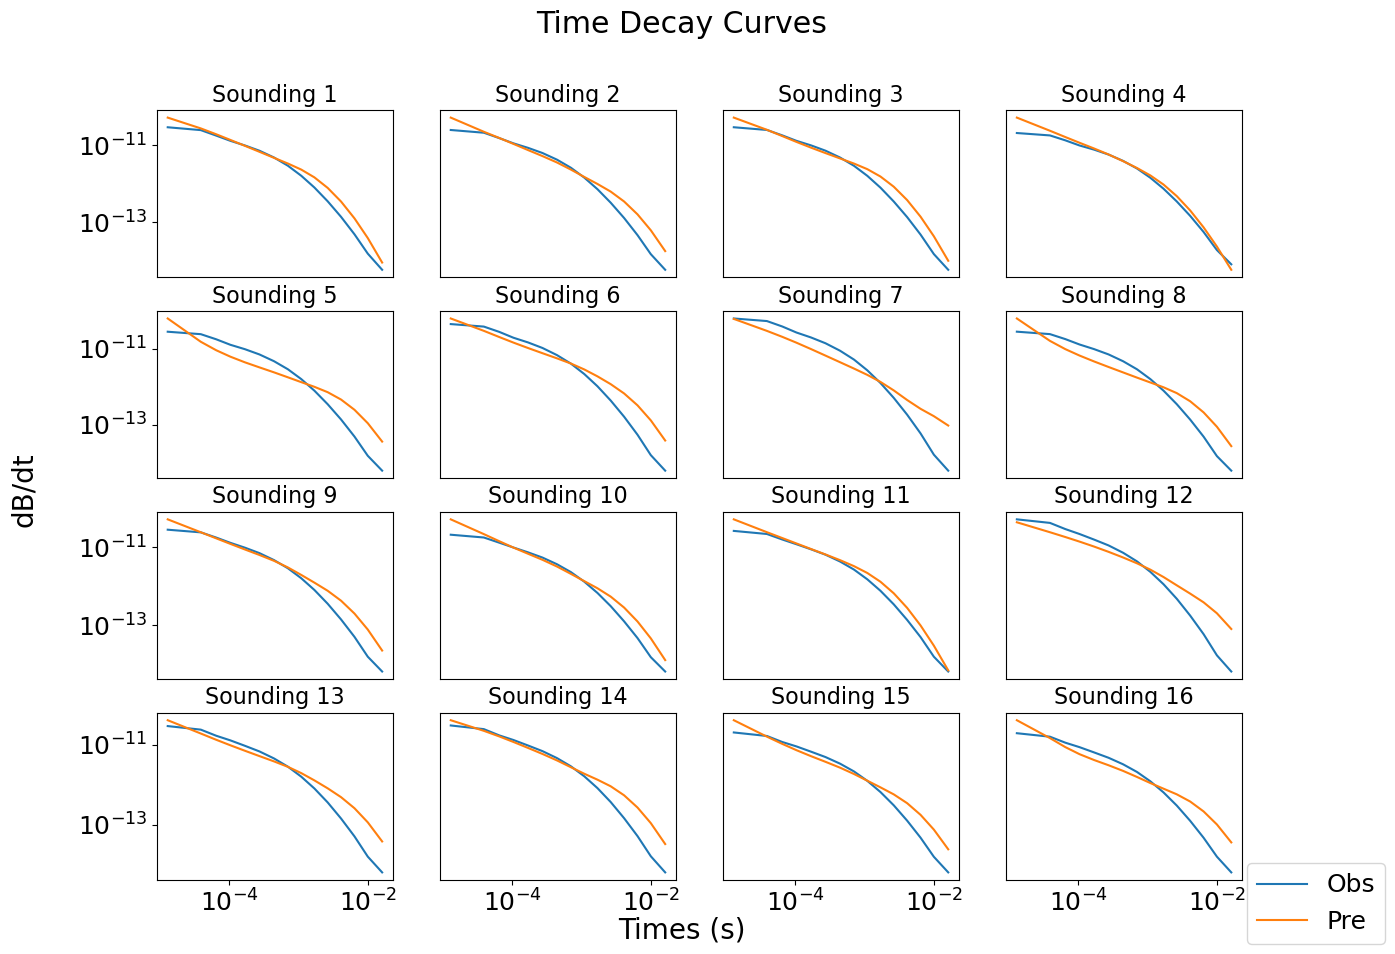 Time Decay Curves
Sounding 1
Sounding 2
Sounding 3
Sounding 4
10⁻¹¹
10⁻¹³
Sounding 5
Sounding 6
Sounding 7
Sounding 8
10⁻¹¹
10⁻¹³
dB/dt
Sounding 9
Sounding 10
Sounding 11
Sounding 12
10⁻¹¹
10⁻¹³
Sounding 13
Sounding 14
Sounding 15
Sounding 16
10⁻¹¹
10⁻¹³
10⁻⁴ 10⁻² 10⁻⁴ 10⁻² 10⁻⁴ 10⁻² 10⁻⁴ 10⁻²
Times (s)
Obs
Pre